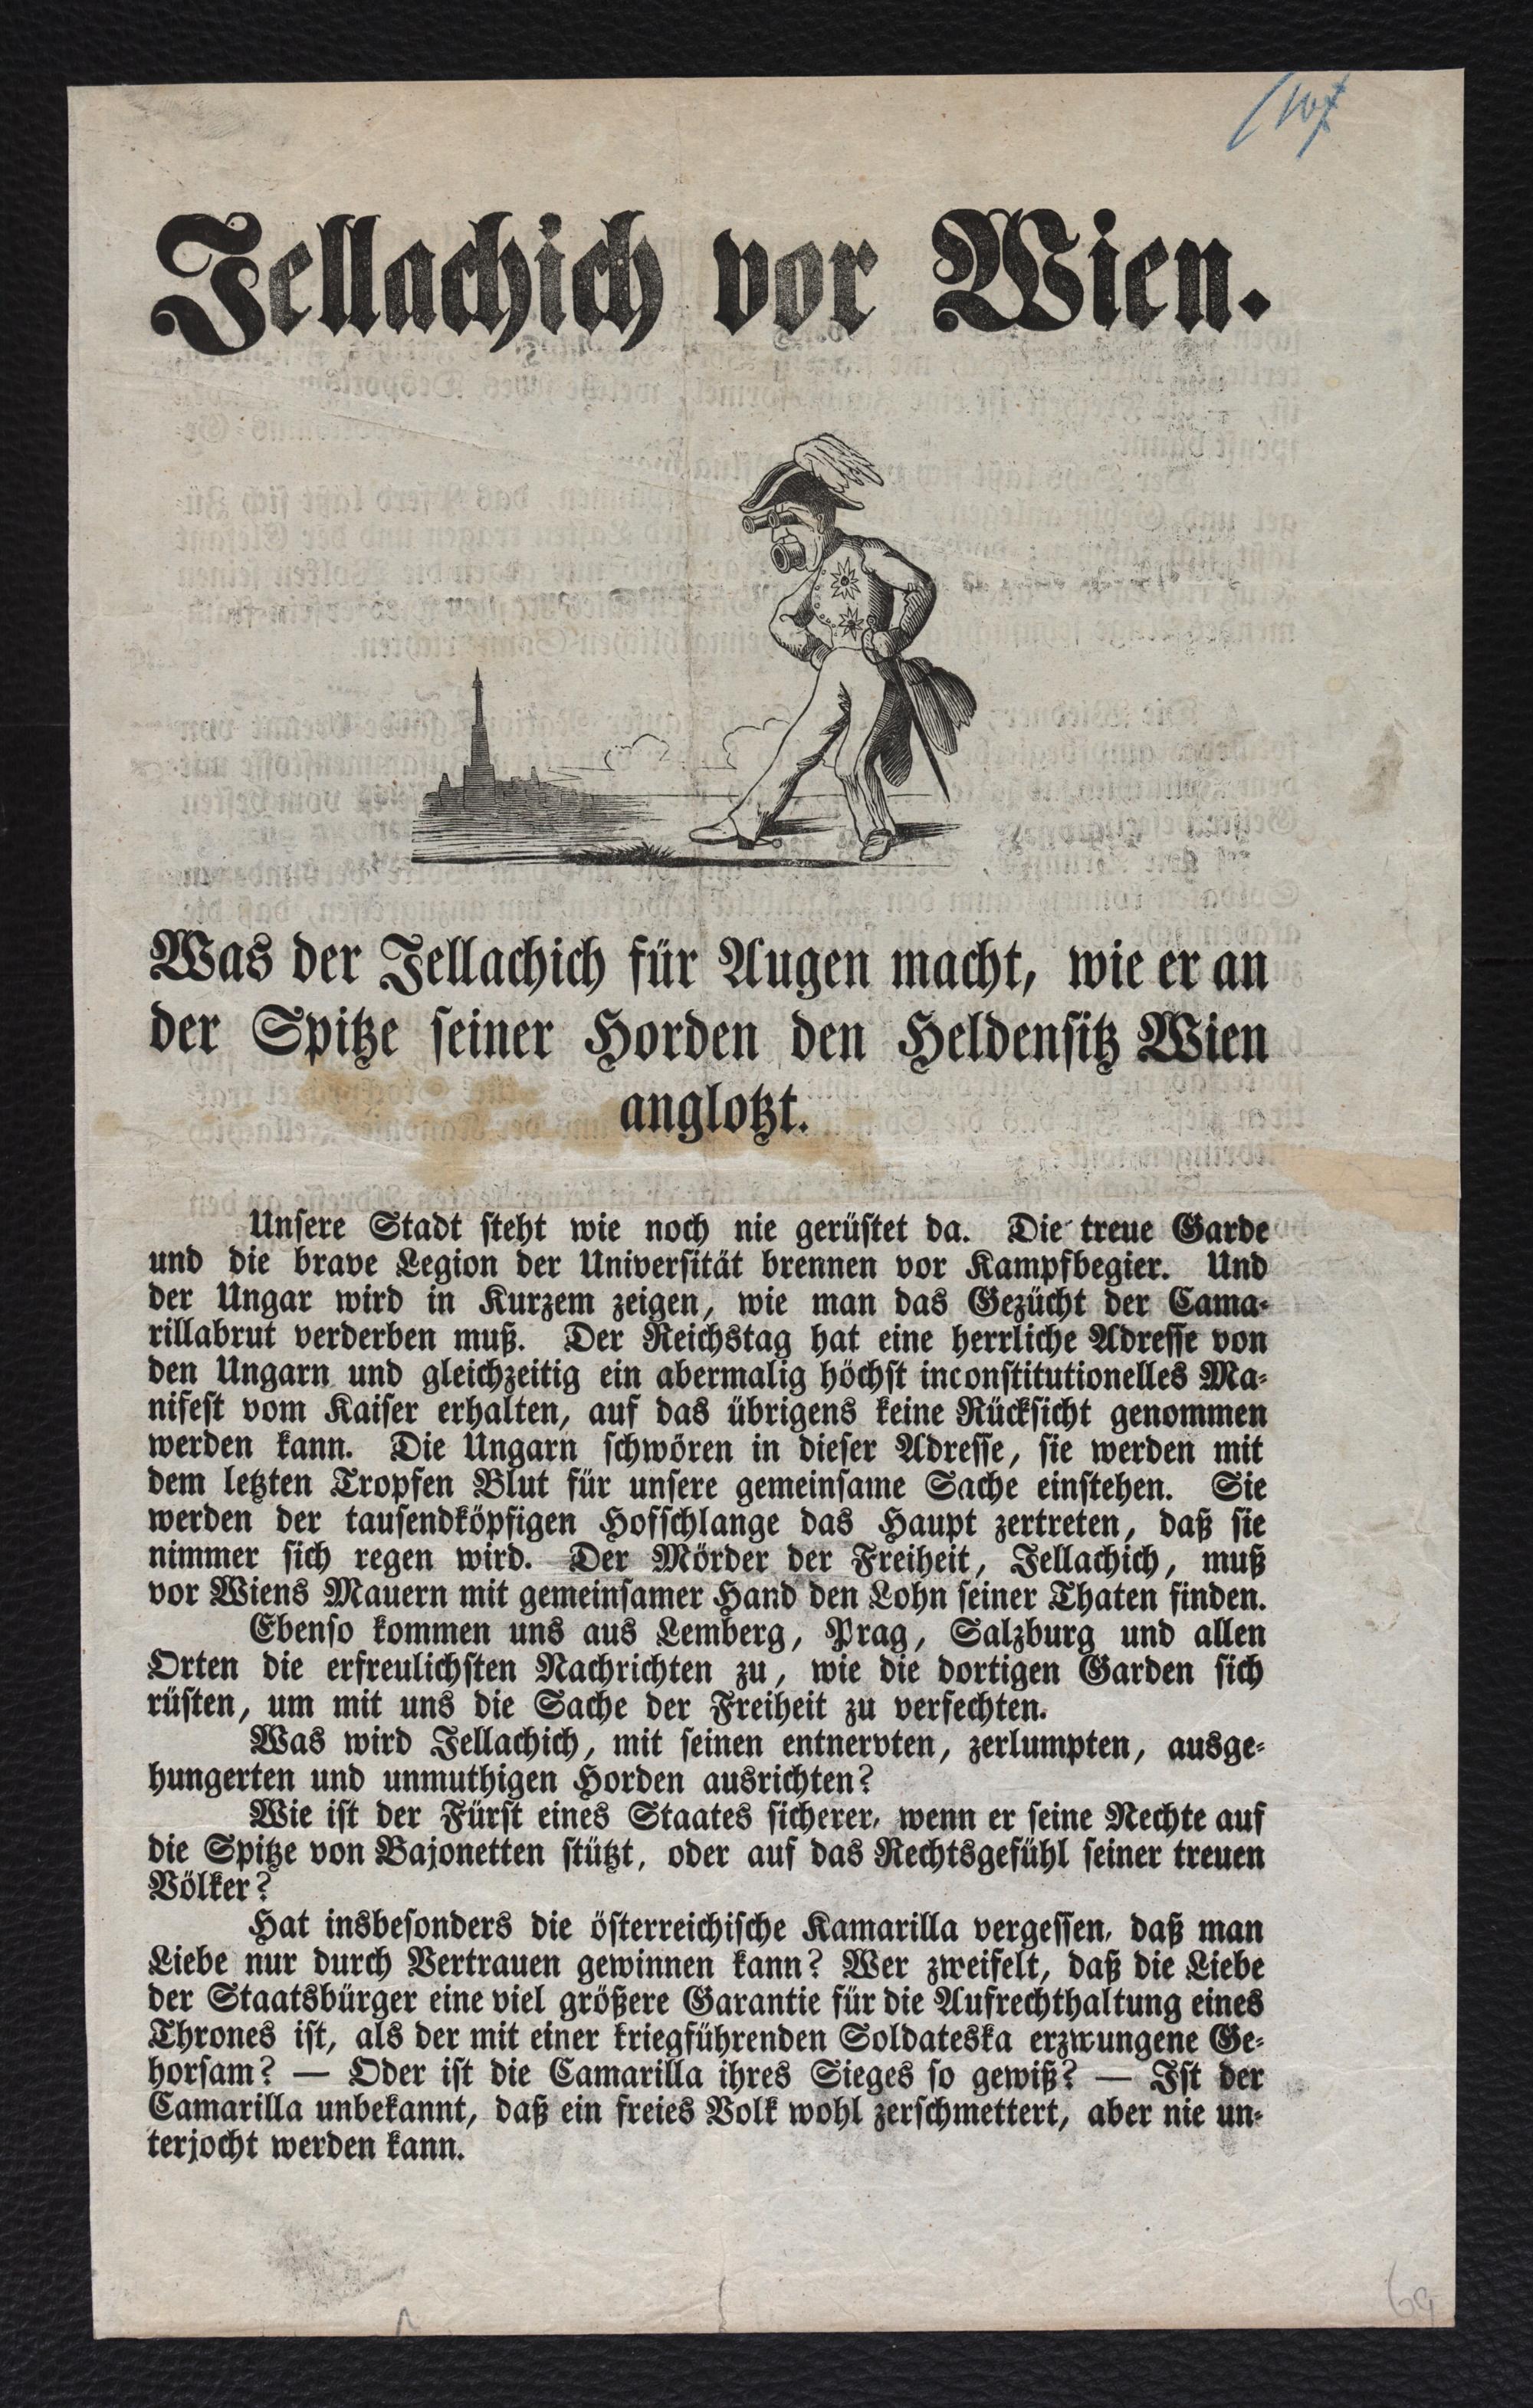 Jellachich vor Wien.
Was der Jellachich für Augen macht, wie er an
der Spitze seiner Horden den Heldensitz Wien
anglotzt.
Unsere Stadt steht wie noch nie gerüstet da. Die treue Garde
und die brave Legion der Universität brennen vor Kampfbegier. Und
der Ungar wird in Kurzem zeigen, wie man das Gezücht der Cama-
rillabrut verderben muß. Der Reichstag hat eine herrliche Adresse von
den Ungarn und gleichzeitig ein abermalig höchst inconstitutionelles Ma-
nifest vom Kaiser erhalten, auf das übrigens keine Rücksicht genommen
werden kann. Die Ungarn schwören in dieser Adresse, sie werden mit
dem letzten Tropfen Blut für unsere gemeinsame Sache einstehen. Sie
werden der tausendköpfigen Hofschlange das Haupt zertreten, daß sie
nimmer sich regen wird. Der Mörder der Freiheit, Jellachich, muß
vor Wiens Mauern mit gemeinsamer Hand den Lohn seiner Thaten finden.
Ebenso kommen uns aus Lemberg, Prag, Salzburg und allen
Orten die erfreulichsten Nachrichten zu, wie die dortigen Garden sich
rüsten, um mit uns die Sache der Freiheit zu verfechten.
Was wird Jellachich, mit seinen entnervten, zerlumpten, ausge-
hungerten und unmuthigen Horden ausrichten?
Wie ist der Fürst eines Staates sicherer, wenn er seine Rechte auf
die Spitze von Bajonetten stützt, oder auf das Rechtsgefühl seiner treuen
Völker?
Hat insbesonders die österreichische Kamarilla vergessen, daß man
Liebe nur durch Vertrauen gewinnen kann? Wer zweifelt, daß die Liebe
der Staatsbürger eine viel größere Garantie für die Aufrechthaltung eines
Thrones ist, als der mit einer kriegführenden Soldateska erzwungene Ge-
horsam? — Oder ist die Camarilla ihres Sieges so gewiß? — Ist der
Camarilla unbekannt, daß ein freies Volk wohl zerschmettert, aber nie un-
terjocht werden kann.